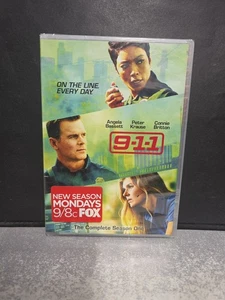 ON THE LINE
EVERY DAY
Angela Bassett
Peter Krause
Connie Britton
9-1-1
NEW SEASON
MONDAYS
9/8c FOX
The Complete Season One